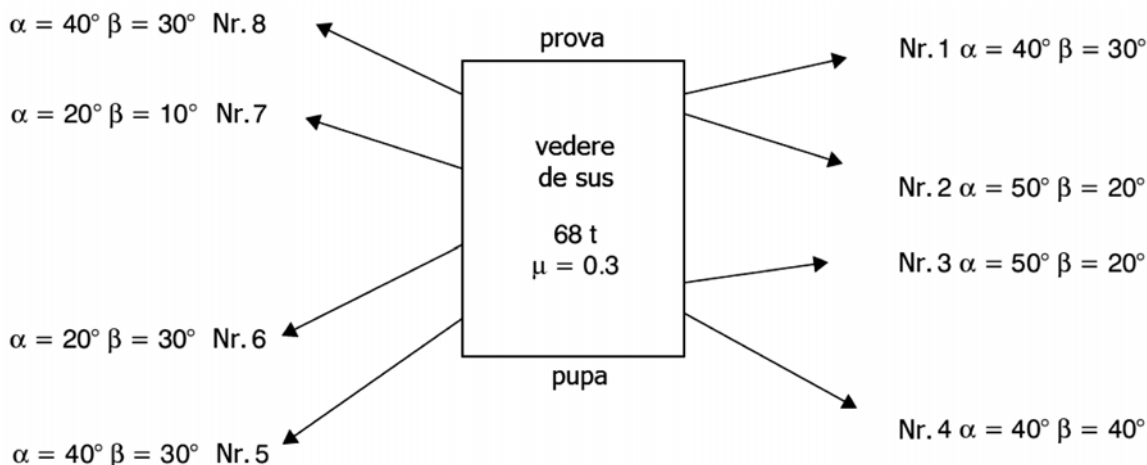 α = 40° β = 30° Nr. 8
α = 20° β = 10° Nr. 7
α = 20° β = 30° Nr. 6
α = 40° β = 30° Nr. 5
prova
vedere
de sus
68 t
μ = 0.3
pupa
Nr. 1 α = 40° β = 30°
Nr. 2 α = 50° β = 20°
Nr. 3 α = 50° β = 20°
Nr. 4 α = 40° β = 40°